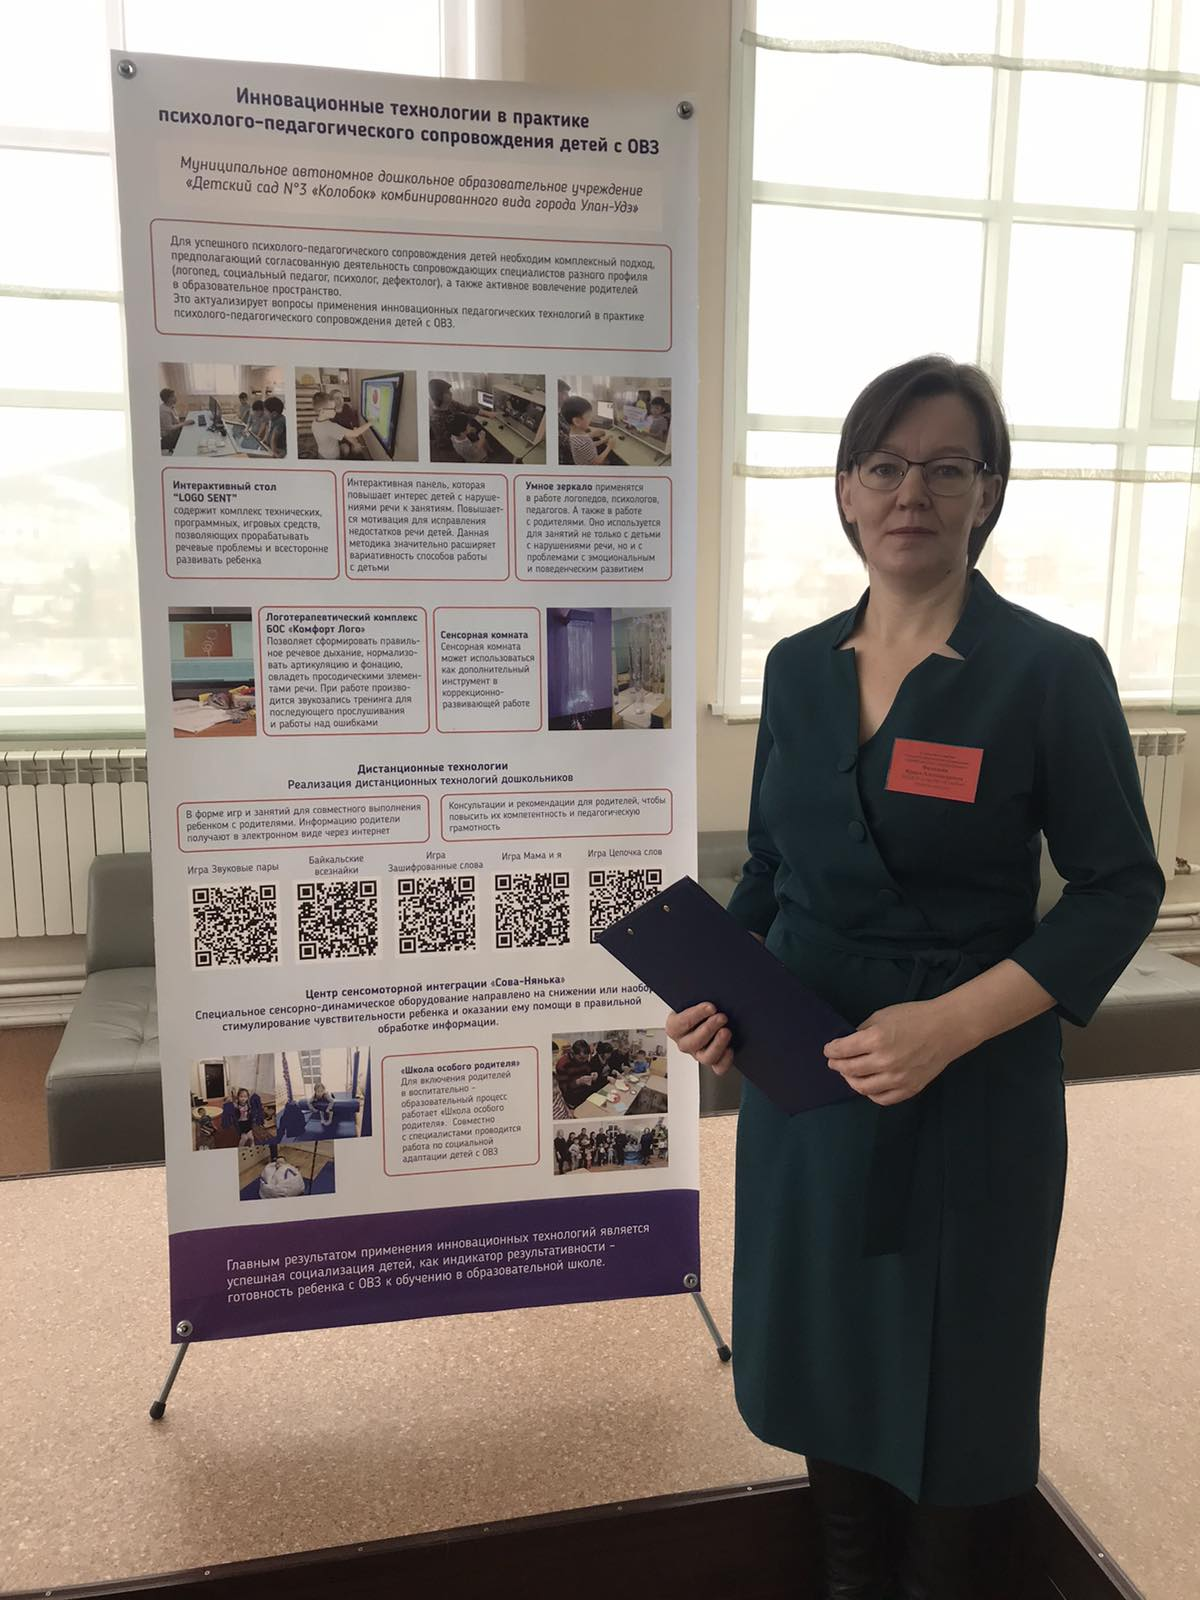 Инновационные технологии в практике
психолого-педагогического сопровождения детей с ОВЗ
Муниципальное автономное дошкольное образовательное учреждение
«Детский сад N°3 «Колобок» комбинированного вида города Улан-Удэ»
Для успешного психолого-педагогического сопровождения детей необходим комплексный подход,
предполагающий согласованную деятельность сопровождающих специалистов разного профиля
(логопед, социальный педагог, психолог, дефектолог), а также активное вовлечение родителей
в образовательное пространство.
Это актуализирует вопросы применения инновационных педагогических технологий в практике
психолого-педагогического сопровождения детей с ОВЗ.
Интерактивный стол
"LOGO SENT"
содержит комплекс технических,
программных, игровых средств,
позволяющих прорабатывать
речевые проблемы и всесторонне
развивать ребенка
Интерактивная панель, которая
повышает интерес детей с наруше-
ниями речи к занятиям. Повышает-
ся мотивация для исправления
недостатков речи детей. Данная
методика значительно расширяет
вариативность способов работы
с детьми
Умное зеркало применятся
в работе логопедов, психологов,
педагогов. А также в работе
с родителями. Оно используется
для занятий не только с детьми
с нарушениями речи, но и с
проблемами с эмоциональным
и поведенческим развитием
Логотерапевтический комплекс
БОС «Комфорт Лого»
Позволяет сформировать правиль-
ное речевое дыхание, нормализо-
вать артикуляцию и фонацию,
овладеть просодическими элемен-
тами речи. При работе произво-
дится звукозапись тренинга для
последующего прослушивания
и работы над ошибками
Сенсорная комната
Сенсорная комната
может использоваться
как дополнительный
инструмент в
коррекционно-
развивающей работе
Дистанционные технологии
Реализация дистанционных технологий дошкольников
В форме игр и занятий для совместного выполнения
ребенком с родителями. Информацию родители
получают в электронном виде через интернет
Консультации и рекомендации для родителей, чтобы
повысить их компетентность и педагогическую
грамотность
Игра Звуковые пары
Байкальские
всезнайки
Игра
Зашифрованные слова
Игра Мама и я
Игра Цепочка слов
Центр сенсомоторной интеграции «Сова-Нянька»
Специальное сенсорно-динамическое оборудование направлено на снижении или наобор
стимулирование чувствительности ребенка и оказании ему помощи в правильной
обработке информации.
«Школа особого родителя»
Для включения родителей
в воспитательно -
образовательный процесс
работает «Школа особого
родителя». Совместно
с специалистами проводится
работа по социальной
адаптации детей с ОВЗ
Главным результатом применения инновационных технологий является
успешная социализация детей, как индикатор результативности -
готовность ребенка с ОВЗ к обучению в образовательной школе.